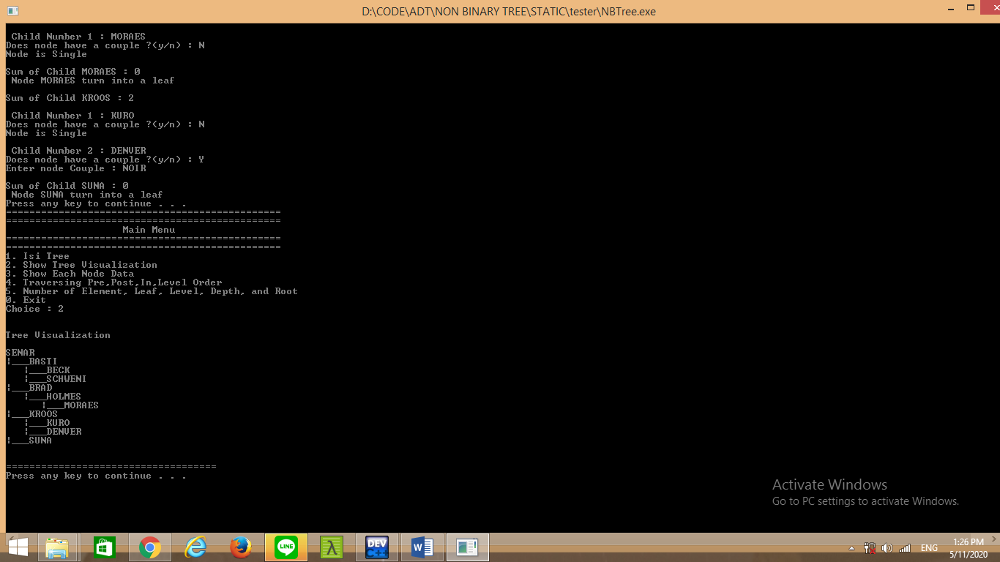 D:\CODE\ADT\NON BINARY TREE\STATIC\tester\NBTree.exe
Child Number 1 : MORAES
Does node have a couple ?(y/n) : N
Node is Single
Sum of Child MORAES : 0
Node MORAES turn into a leaf
Sum of Child KROOS : 2
Child Number 1 : KURO
Does node have a couple ?(y/n) : N
Node is Single
Child Number 2 : DENVER
Does node have a couple ?(y/n) : Y
Enter node Couple : NOIR
Sum of Child SUNA : 0
Node SUNA turn into a leaf
Press any key to continue . . .
===============================================
===============================================
Main Menu
===============================================
===============================================
1. Isi Tree
2. Show Tree Visualization
3. Show Each Node Data
4. Traversing Pre,Post,In,Level Order
5. Number of Element, Leaf, Level, Depth, and Root
0. Exit
Choice : 2
Tree Visualization
SENAR
¦___BASTI
   ¦___BECK
   ¦___SCHWENI
¦___BRAD
   ¦___HOLMES
      ¦___MORAES
¦___KROOS
   ¦___KURO
   ¦___DENVER
¦___SUNA
====================================
Press any key to continue . . .
Activate Windows
Go to PC settings to activate Windows.
LINE
DEV
C++
W
ENG
1:26 PM
5/11/2020